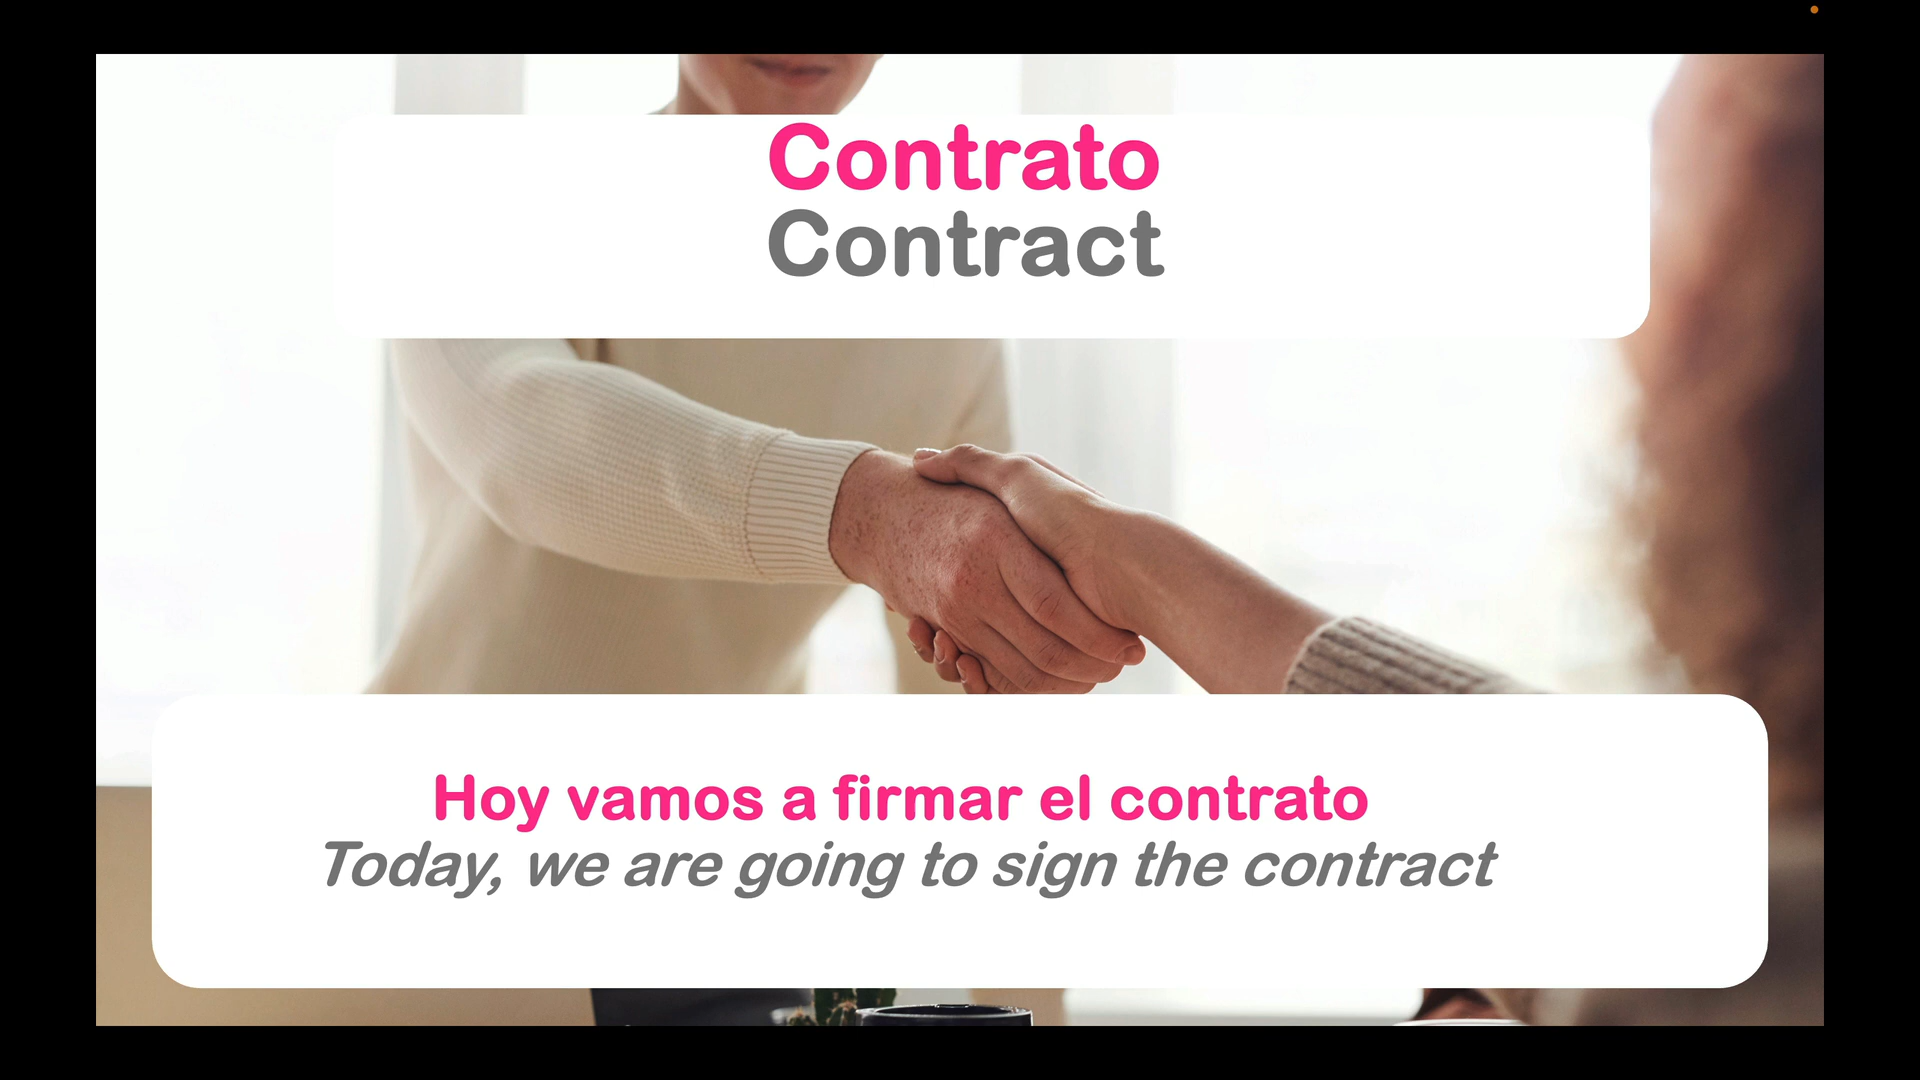 Contrato
Contract
Hoy vamos a firmar el contrato
Today, we are going to sign the contract